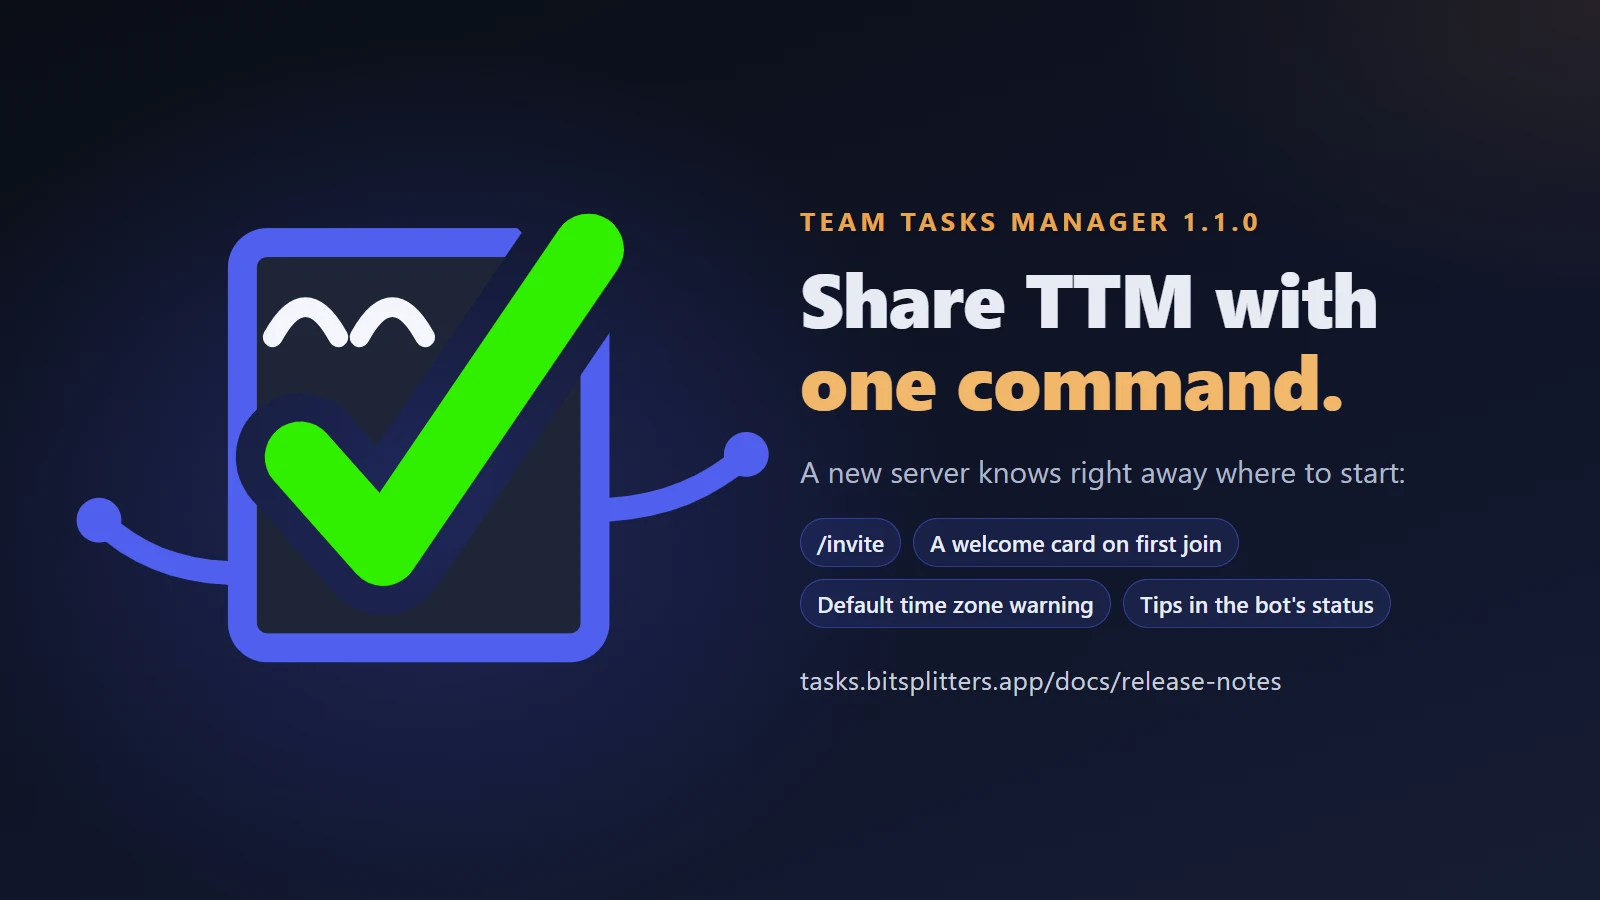 TEAM TASKS MANAGER 1.1.0
Share TTM with
one command.
A new server knows right away where to start:
/invite
A welcome card on first join
Default time zone warning
Tips in the bot's status
tasks.bitsplitters.app/docs/release-notes